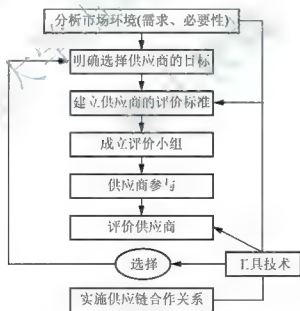 分析市场环境(需求、必要性)
明确选择供应商的目标
建立供应商的评价标准
成立评价小组
供应商参与
评价供应商
选择
工具技术
实施供应链合作关系